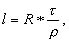 l = R * τ/ρ,